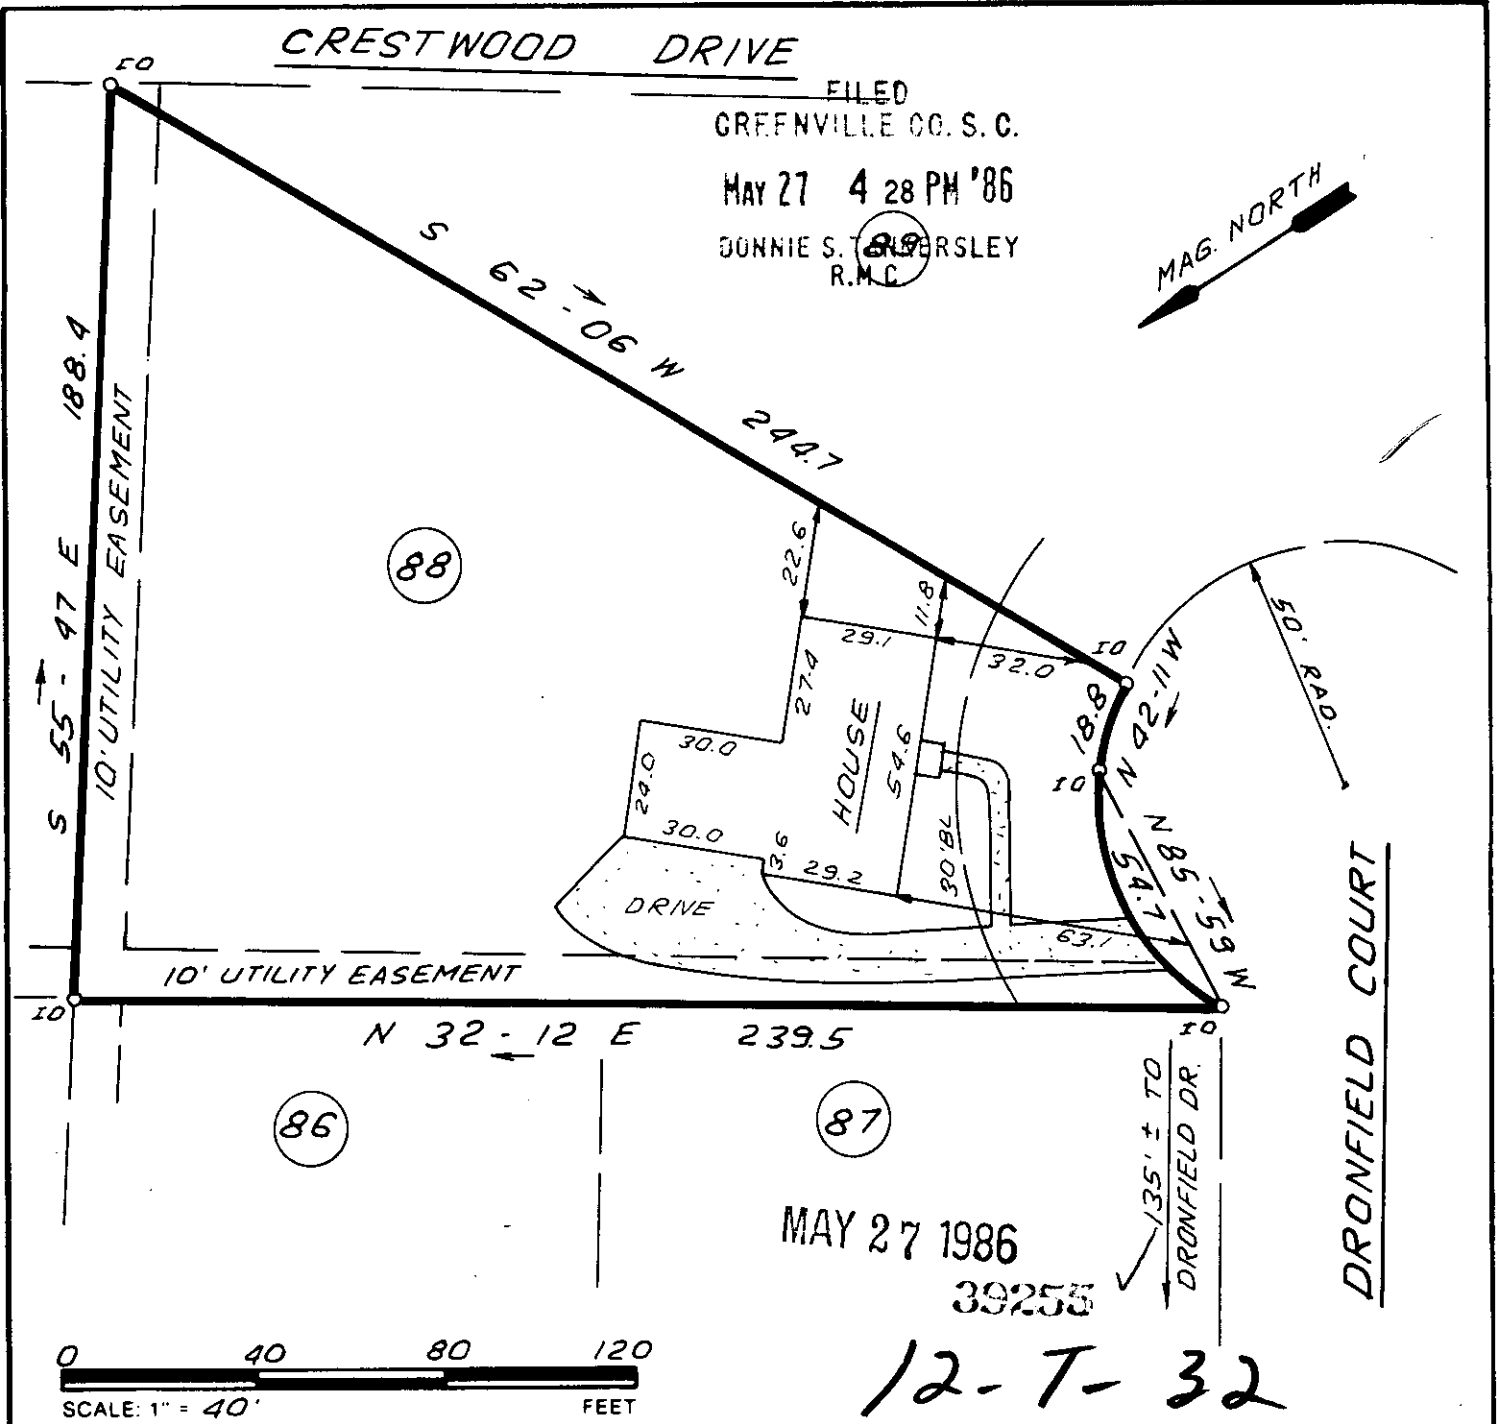 CRESTWOOD DRIVE
IO
FILED
GREENVILLE CO. S. C.
MAY 27 4 28 PM '86
DONNIE S. TANKERSLEY
R.M.C
89
MAG. NORTH
S 62-06 W 244.7
S 55-47 E 188.4
10' UTILITY EASEMENT
88
22.6
11.8
29.1
32.0
IO
50' RAD.
27.4
18.8
N 42-11 W
IO
30.0
24.0
HOUSE
54.6
30' BL
30.0
3.6
29.2
N 85-59 W
54.7
DRIVE
63.1
10' UTILITY EASEMENT
IO
IO
N 32-12 E 239.5
DRONFIELD COURT
86
87
135' ± TO
DRONFIELD DR.
MAY 27 1986
39255
0 40 80 120
SCALE: 1" = 40' FEET
12-T-32